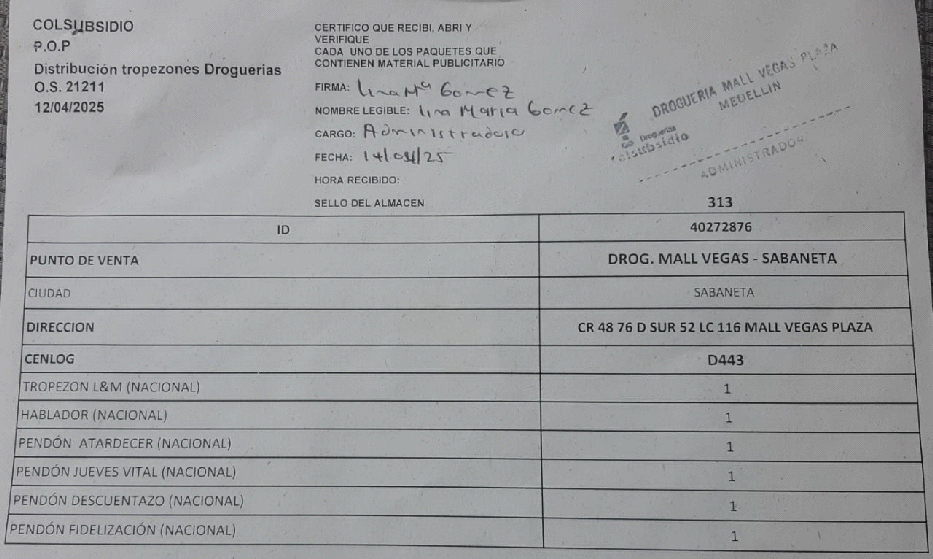 COLSUBSIDIO
P.O.P
Distribución tropezones Droguerias
O.S. 21211
12/04/2025
CERTIFICO QUE RECIBI, ABRI Y
VERIFIQUE
CADA UNO DE LOS PAQUETES QUE
CONTIENEN MATERIAL PUBLICITARIO
FIRMA: Lina Mª Gomez
NOMBRE LEGIBLE: Lina Maria Gomez
CARGO: Administradora
FECHA: 14/04/25
HORA RECIBIDO:
SELLO DEL ALMACEN
DROGUERIA MALL VEGAS PLAZA
MEDELLIN
Droguerías
colsubsidio
ADMINISTRADOR
313
ID 40272876
PUNTO DE VENTA DROG. MALL VEGAS - SABANETA
CIUDAD SABANETA
DIRECCION CR 48 76 D SUR 52 LC 116 MALL VEGAS PLAZA
CENLOG D443
TROPEZON L&M (NACIONAL) 1
HABLADOR (NACIONAL) 1
PENDÓN ATARDECER (NACIONAL) 1
PENDÓN JUEVES VITAL (NACIONAL) 1
PENDÓN DESCUENTAZO (NACIONAL) 1
PENDÓN FIDELIZACIÓN (NACIONAL) 1